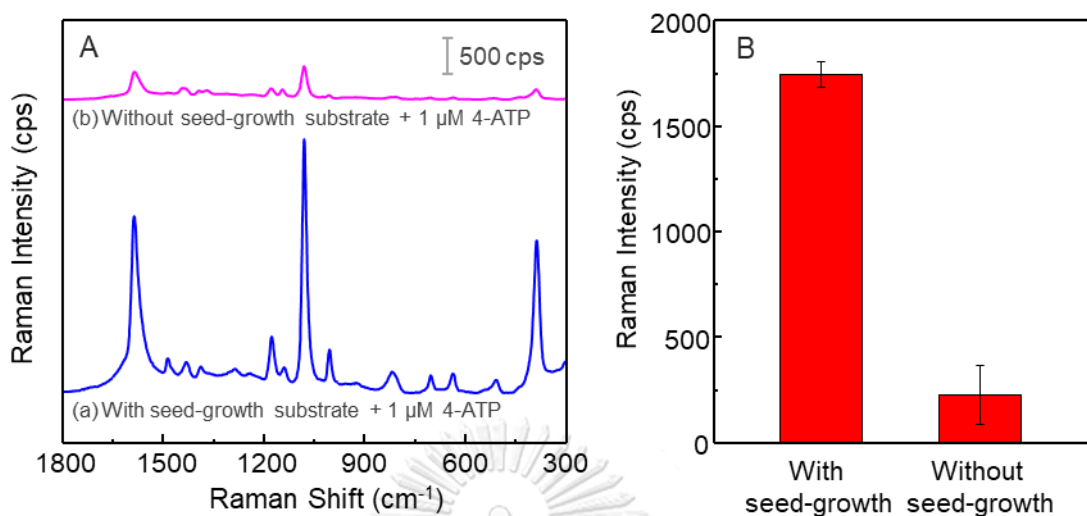 A
500 cps
(b) Without seed-growth substrate + 1 µM 4-ATP
(a) With seed-growth substrate + 1 µM 4-ATP
Raman Intensity (cps)
1800 1500 1200 900 600 300
Raman Shift (cm⁻¹)
B
Raman Intensity (cps)
2000
1500
1000
500
0
With seed-growth
Without seed-growth